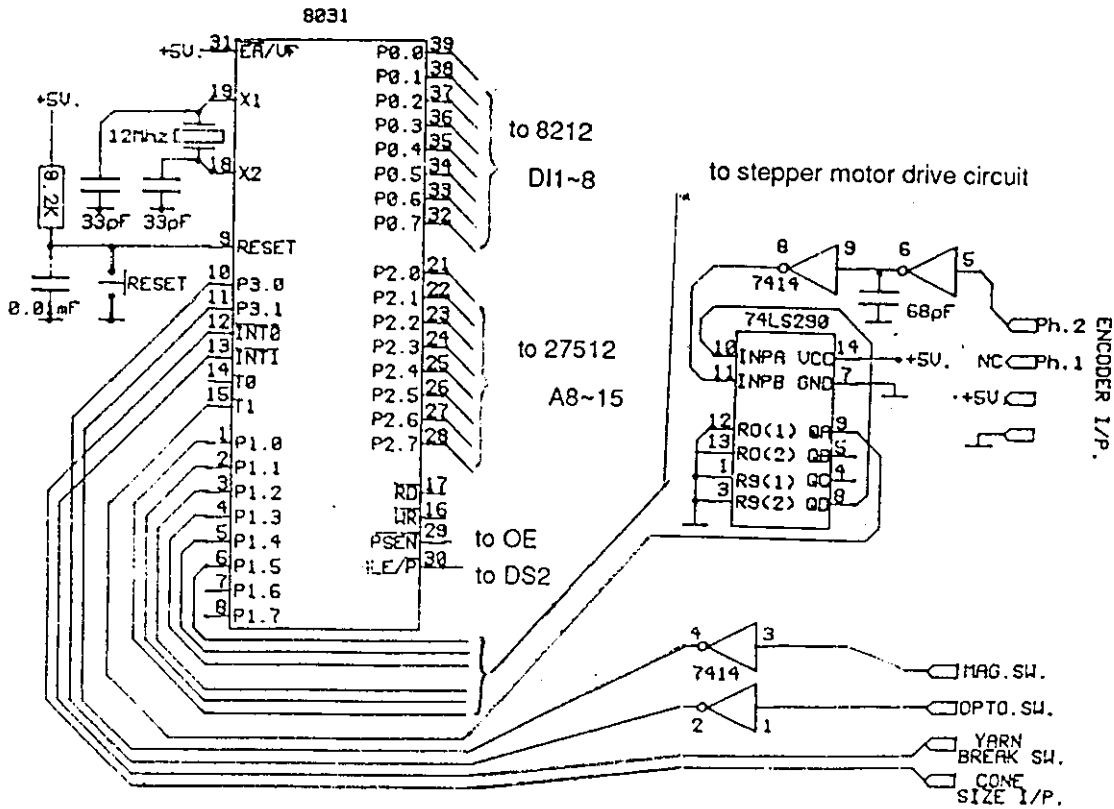 8031
+5V.
31
EA/VP
19
X1
12Mhz
18
X2
+5V.
8.2K
33pF
33pF
9
RESET
RESET
0.01mF
10
P3.0
11
P3.1
12
INT0
13
INT1
14
T0
15
T1
1
P1.0
2
P1.1
3
P1.2
4
P1.3
5
P1.4
6
P1.5
7
P1.6
8
P1.7
P0.0
39
P0.1
38
P0.2
37
P0.3
36
P0.4
35
P0.5
34
P0.6
33
P0.7
32
to 8212
DI1~8
P2.0
21
P2.1
22
P2.2
23
P2.3
24
P2.4
25
P2.5
26
P2.6
27
P2.7
28
to 27512
A8~15
RD
17
WR
16
PSEN
29
to OE
ALE/P
30
to DS2
to stepper motor drive circuit
8
9
7414
6
5
68pF
74LS290
10
INPA
VCC
14
+5V.
11
INPB
GND
7
12
R0(1)
QA
9
13
R0(2)
QB
5
1
R9(1)
QC
4
3
R9(2)
QD
8
Ph.2
NC
Ph.1
+5V
ENCODER I/P.
4
3
7414
MAG.SW.
2
1
OPTO.SW.
YARN
BREAK SW.
CONE
SIZE I/P.